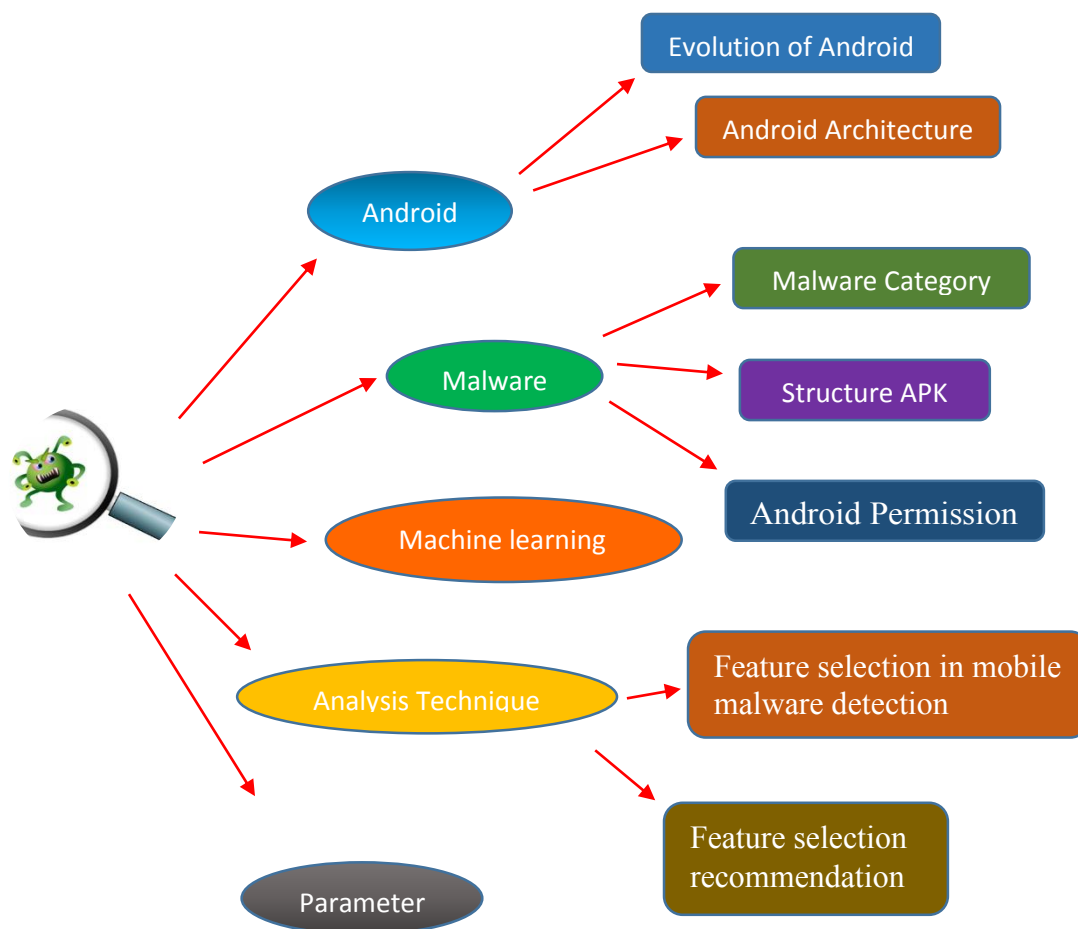 Evolution of Android
Android Architecture
Android
Malware Category
Malware
Structure APK
Android Permission
Machine learning
Feature selection in mobile
malware detection
Analysis Technique
Feature selection
recommendation
Parameter